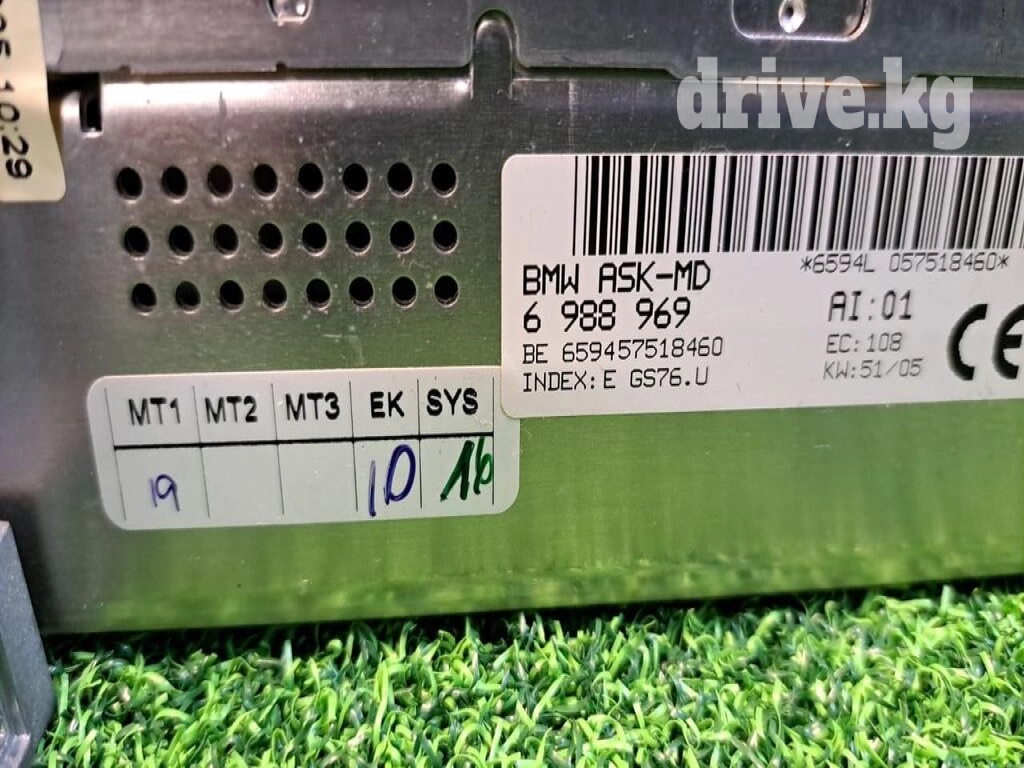 drive.kg
10:29
*6594L 057518460*
BMW ASK-MD
6 988 969
AI:01
BE 659457518460
EC:108
INDEX:E GS76.U
KW:51/05
CE
MT1 MT2 MT3 EK SYS
19 10 16